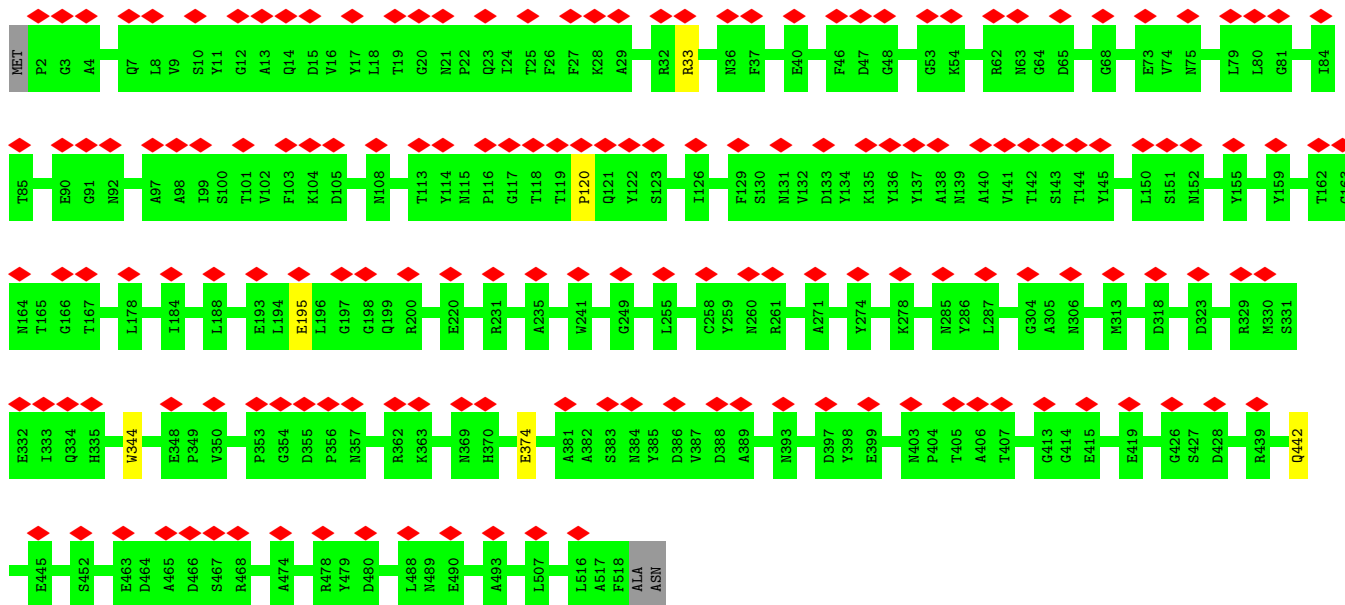 MET P2 G3 A4 Q7 L8 V9 S10 Y11 G12 A13 Q14 D15 V16 Y17 L18 T19 G20 N21 P22 Q23 I24 T25 F26 F27 K28 A29 R32 R33 N36 F37 E40 F46 D47 G48 G53 K54 R62 N63 G64 D65 G68 E73 V74 N75 L79 L80 G81 I84
T85 E90 G91 N92 A97 A98 I99 S100 T101 V102 F103 K104 D105 N108 T113 Y114 N115 P116 G117 T118 T119 P120 Q121 Y122 S123 I126 F129 S130 N131 V132 D133 Y134 K135 Y136 Y137 A138 N139 A140 V141 T142 S143 T144 Y145 L150 S151 N152 Y155 Y159 T162 G163
N164 T165 G166 T167 L178 I184 L188 E193 L194 E195 L196 G197 G198 Q199 R200 E220 R231 A235 W241 G249 L255 C258 Y259 N260 R261 A271 Y274 K278 N285 Y286 L287 G304 A305 N306 M313 D318 D323 R329 M330 S331
E332 I333 Q334 H335 W344 E348 P349 V350 P353 G354 D355 P356 N357 R362 K363 N369 H370 E374 A381 A382 S383 N384 Y385 D386 V387 D388 A389 N393 D397 Y398 E399 N403 P404 T405 A406 T407 G413 G414 E415 E419 G426 S427 D428 R439 Q442
E445 S452 E463 D464 A465 D466 S467 R468 A474 R478 Y479 D480 L488 N489 E490 A493 L507 L516 A517 F518 ALA ASN